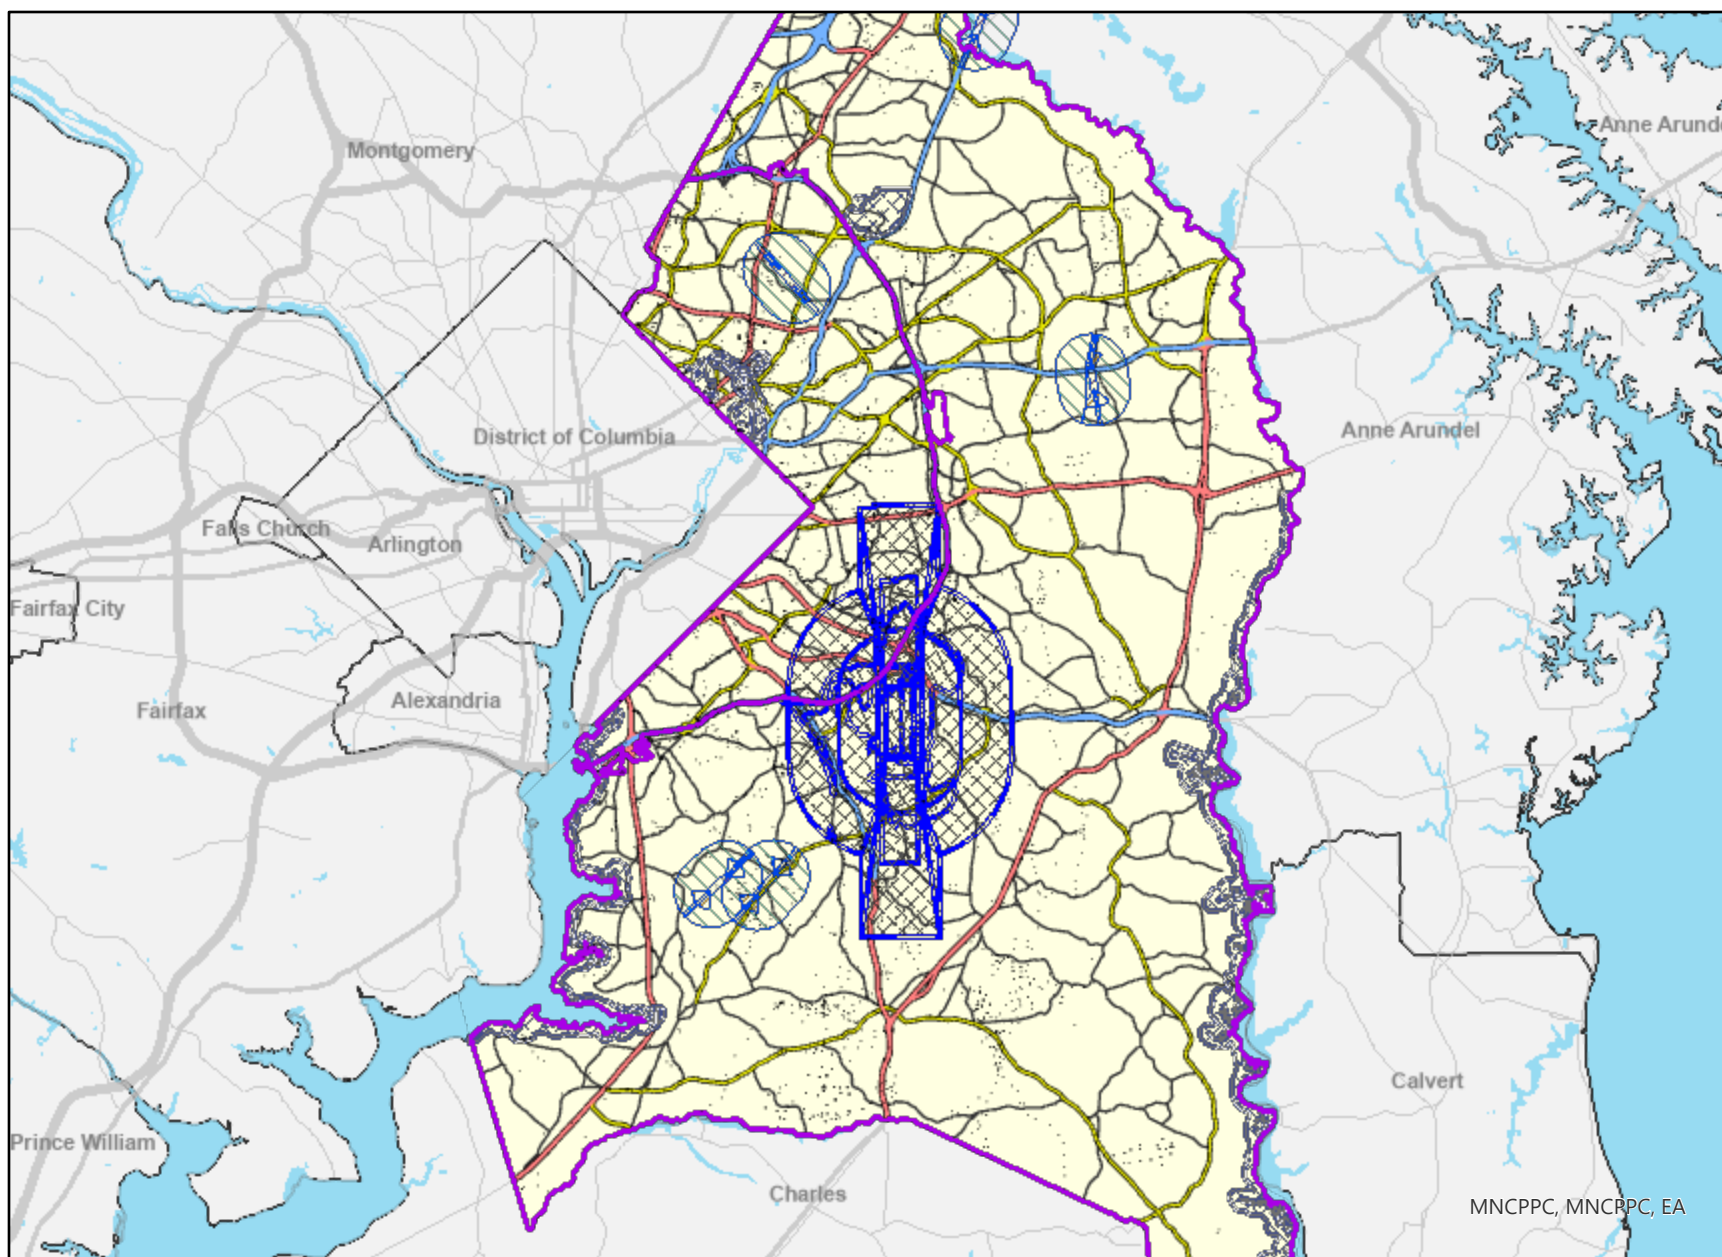 Montgomery
Anne Arunde
District of Columbia
Anne Arundel
Falls Church
Arlington
Fairfax City
Alexandria
Fairfax
Calvert
Prince William
Charles
MNCPPC, MNCPPC, EA